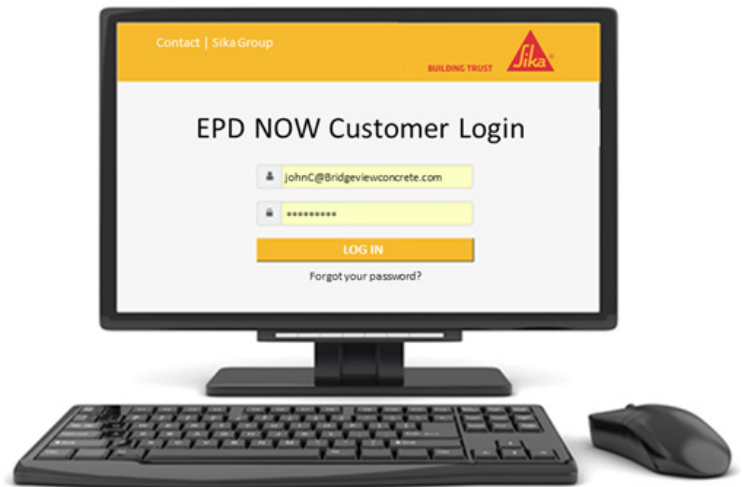 Contact | Sika Group
BUILDING TRUST
Sika®
EPD NOW Customer Login
johnC@Bridgeviewconcrete.com
*********
LOG IN
Forgot your password?